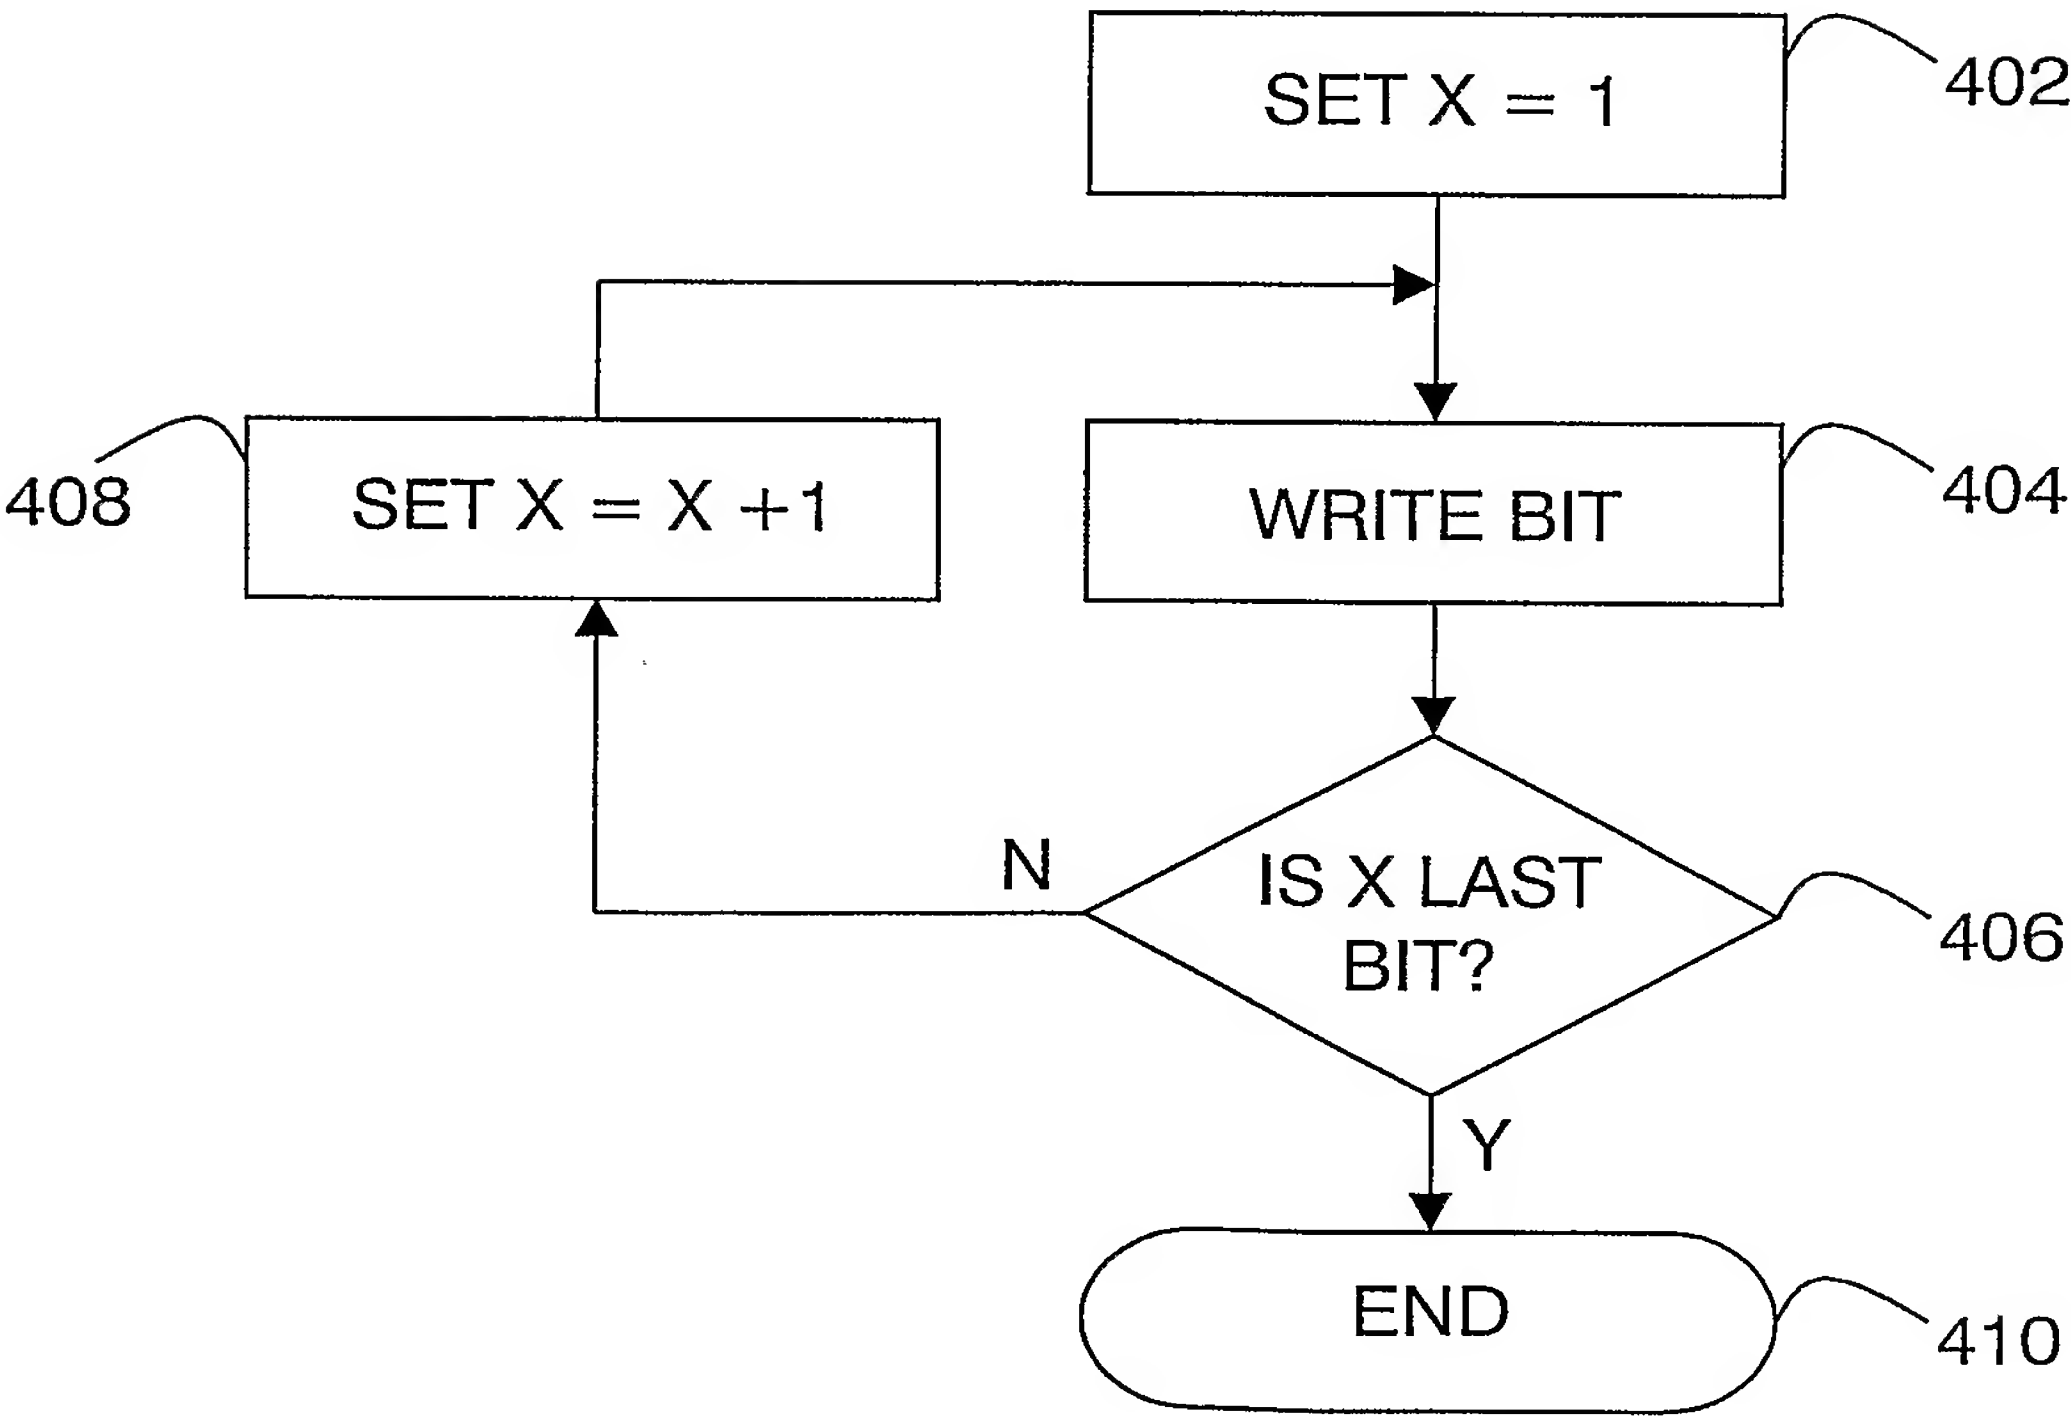 SET X = 1
402
408
SET X = X +1
WRITE BIT
404
N
IS X LAST
BIT?
406
Y
END
410